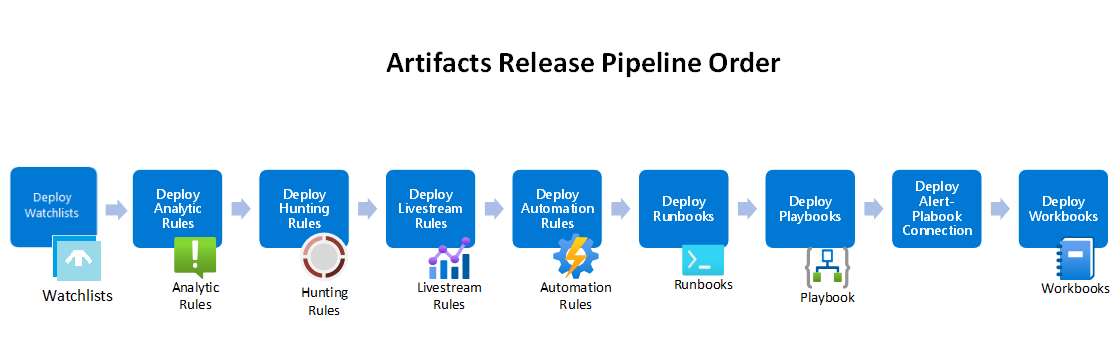 Artifacts Release Pipeline Order
Deploy
Watchlists
Deploy
Analytic
Rules
Deploy
Hunting
Rules
Deploy
Livestream
Rules
Deploy
Automation
Rules
Deploy
Runbooks
Deploy
Playbooks
Deploy
Alert-
Plabook
Connection
Deploy
Workbooks
Watchlists
Analytic
Rules
Hunting
Rules
Livestream
Rules
Automation
Rules
Runbooks
Playbook
Workbooks